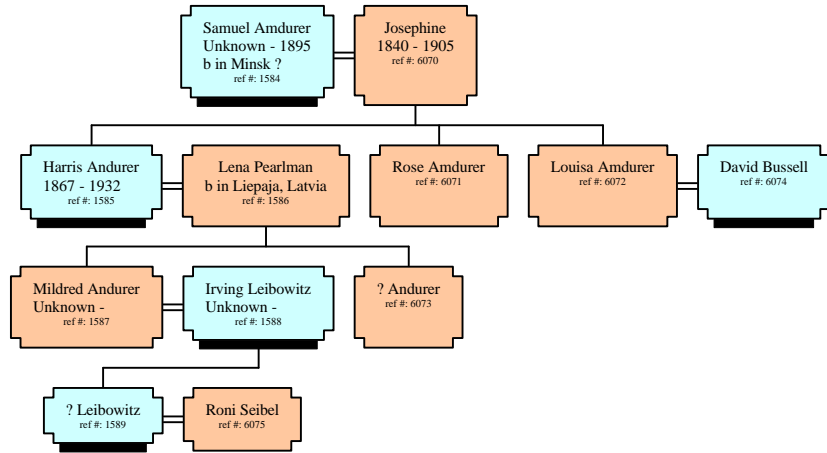 Samuel Amdurer
Unknown - 1895
b in Minsk ?
ref #: 1584
Josephine
1840 - 1905
ref #: 6070
Harris Andurer
1867 - 1932
ref #: 1585
Lena Pearlman
b in Liepaja, Latvia
ref #: 1586
Rose Amdurer
ref #: 6071
Louisa Amdurer
ref #: 6072
David Bussell
ref #: 6074
Mildred Andurer
Unknown -
ref #: 1587
Irving Leibowitz
Unknown -
ref #: 1588
? Andurer
ref #: 6073
? Leibowitz
ref #: 1589
Roni Seibel
ref #: 6075